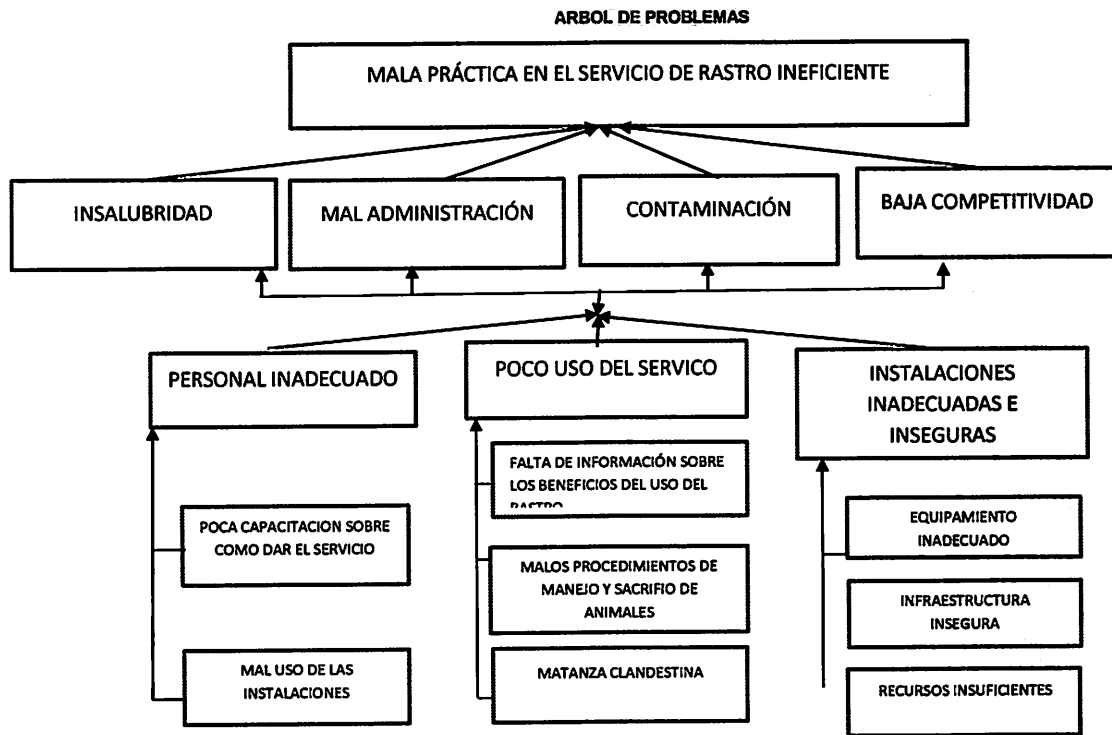 ARBOL DE PROBLEMAS
MALA PRÁCTICA EN EL SERVICIO DE RASTRO INEFICIENTE
INSALUBRIDAD
MAL ADMINISTRACIÓN
CONTAMINACIÓN
BAJA COMPETITIVIDAD
PERSONAL INADECUADO
POCO USO DEL SERVICO
INSTALACIONES
INADECUADAS E
INSEGURAS
POCA CAPACITACION SOBRE
COMO DAR EL SERVICIO
MAL USO DE LAS
INSTALACIONES
FALTA DE INFORMACIÓN SOBRE
LOS BENEFICIOS DEL USO DEL
RASTRO
MALOS PROCEDIMIENTOS DE
MANEJO Y SACRIFIO DE
ANIMALES
MATANZA CLANDESTINA
EQUIPAMIENTO
INADECUADO
INFRAESTRUCTURA
INSEGURA
RECURSOS INSUFICIENTES